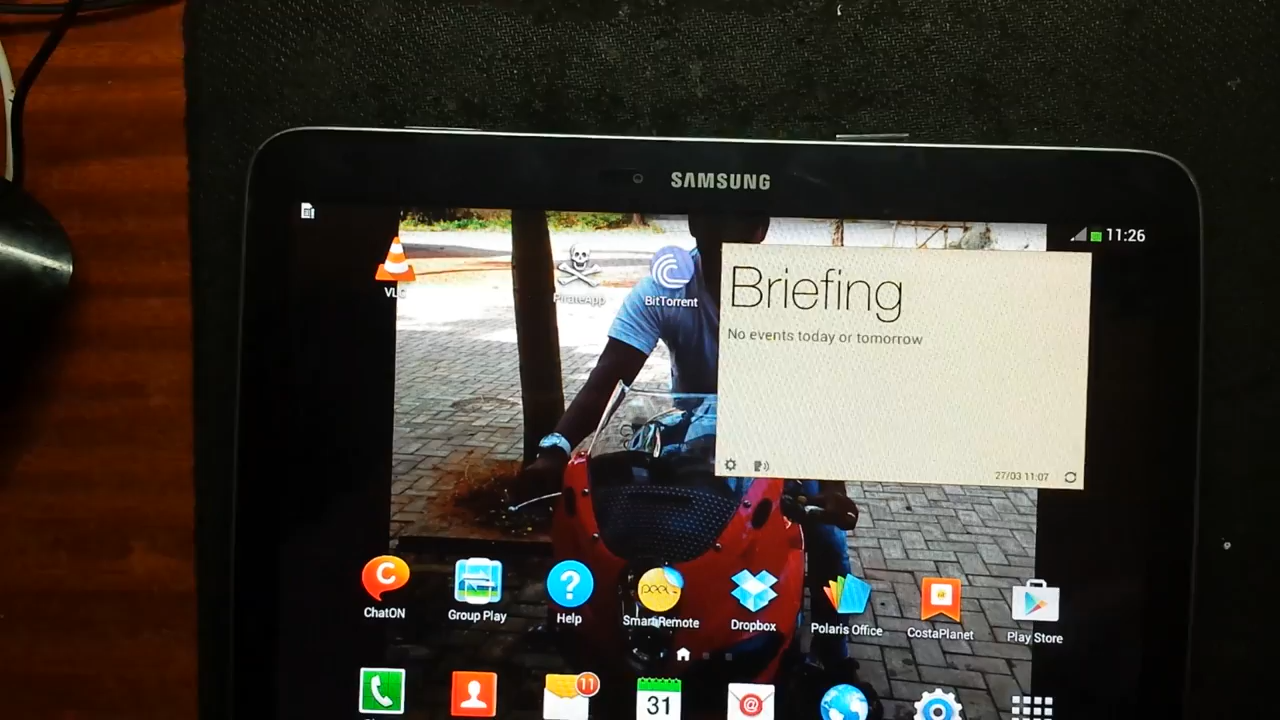 SAMSUNG
11:26
VLC
PirateApp
BitTorrent
Briefing
No events today or tomorrow
27/03 11:07
C
ChatON
Group Play
?
Help
peel
SmartRemote
Dropbox
Polaris Office
CostaPlanet
Play Store
11
31
@